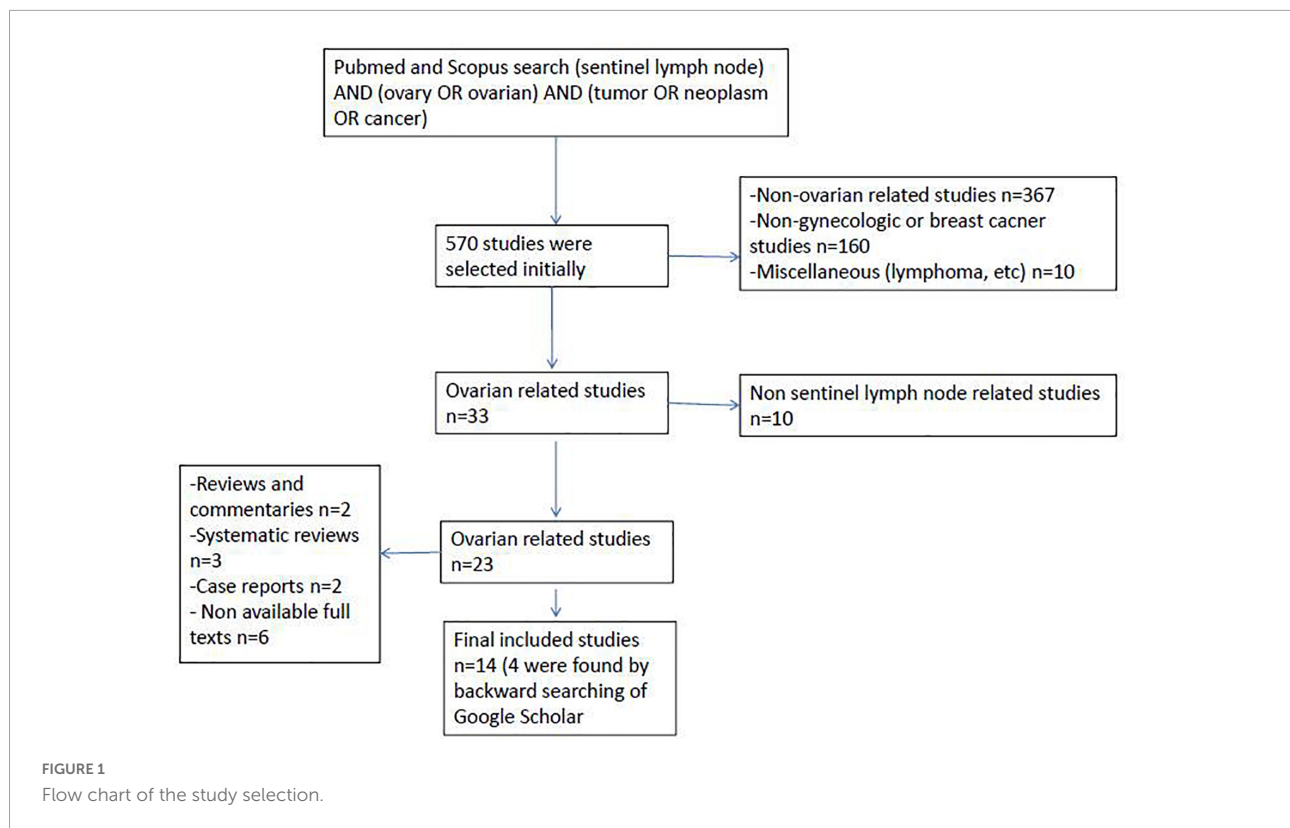 Pubmed and Scopus search (sentinel lymph node)
AND (ovary OR ovarian) AND (tumor OR neoplasm
OR cancer)
570 studies were
selected initially
-Non-ovarian related studies n=367
-Non-gynecologic or breast cacner
studies n=160
-Miscellaneous (lymphoma, etc) n=10
Ovarian related studies
n=33
Non sentinel lymph node related studies
n=10
-Reviews and
commentaries n=2
-Systematic reviews
n=3
-Case reports n=2
- Non available full
texts n=6
Ovarian related studies
n=23
Final included studies
n=14 (4 were found by
backward searching of
Google Scholar
FIGURE 1
Flow chart of the study selection.